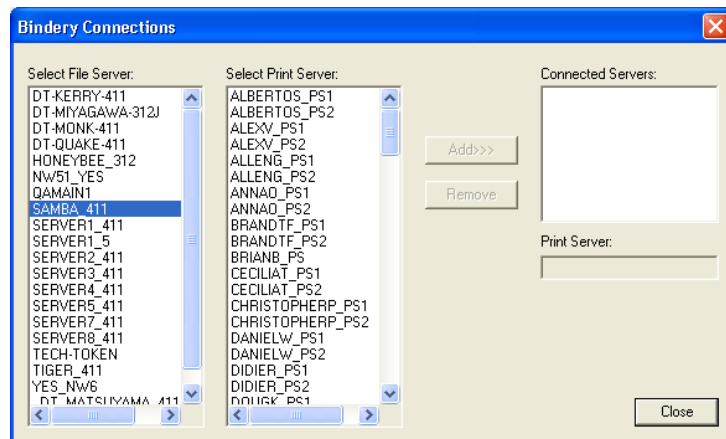 Bindery Connections
Select File Server:
DT-KERRY-411
DT-MIYAGAWA-312J
DT-MONK-411
DT-QUAKE-411
HONEYBEE_312
NW51_YES
QAMAIN1
SAMBA_411
SERVER1_411
SERVER1_5
SERVER2_411
SERVER3_411
SERVER4_411
SERVER5_411
SERVER7_411
SERVER8_411
TECH-TOKEN
TIGER_411
YES_NW6
_DT_MATSUYAMA_411
Select Print Server:
ALBERTOS_PS1
ALBERTOS_PS2
ALEXV_PS1
ALEXV_PS2
ALLENG_PS1
ALLENG_PS2
ANNAO_PS1
ANNAO_PS2
BRANDTF_PS1
BRANDTF_PS2
BRIANB_PS
CECILIAT_PS1
CECILIAT_PS2
CHRISTOPHERP_PS1
CHRISTOPHERP_PS2
DANIELW_PS1
DANIELW_PS2
DIDIER_PS1
DIDIER_PS2
DOUGK_PS1
Add>>>
Remove
Connected Servers:
Print Server:
Close